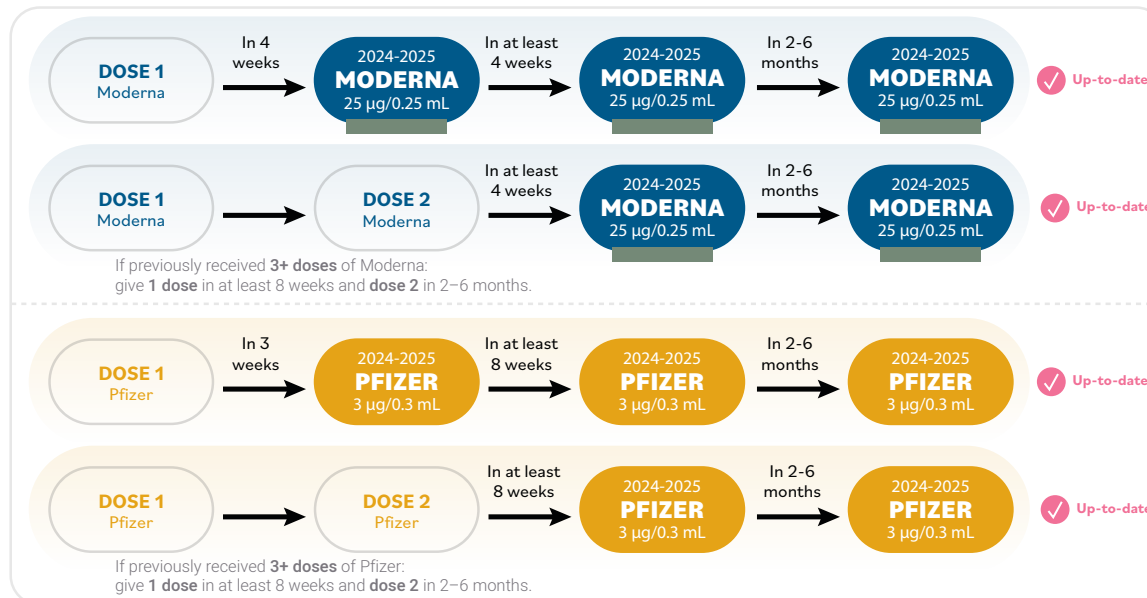 In 4
weeks
In at least
4 weeks
In 2-6
months
DOSE 1
Moderna
2024-2025
MODERNA
25 µg/0.25 mL
2024-2025
MODERNA
25 µg/0.25 mL
2024-2025
MODERNA
25 µg/0.25 mL
Up-to-date
In at least
4 weeks
In 2-6
months
DOSE 1
Moderna
DOSE 2
Moderna
2024-2025
MODERNA
25 µg/0.25 mL
2024-2025
MODERNA
25 µg/0.25 mL
Up-to-date
If previously received 3+ doses of Moderna:
give 1 dose in at least 8 weeks and dose 2 in 2–6 months.
In 3
weeks
In at least
8 weeks
In 2-6
months
DOSE 1
Pfizer
2024-2025
PFIZER
3 µg/0.3 mL
2024-2025
PFIZER
3 µg/0.3 mL
2024-2025
PFIZER
3 µg/0.3 mL
Up-to-date
In at least
8 weeks
In 2-6
months
DOSE 1
Pfizer
DOSE 2
Pfizer
2024-2025
PFIZER
3 µg/0.3 mL
2024-2025
PFIZER
3 µg/0.3 mL
Up-to-date
If previously received 3+ doses of Pfizer:
give 1 dose in at least 8 weeks and dose 2 in 2–6 months.